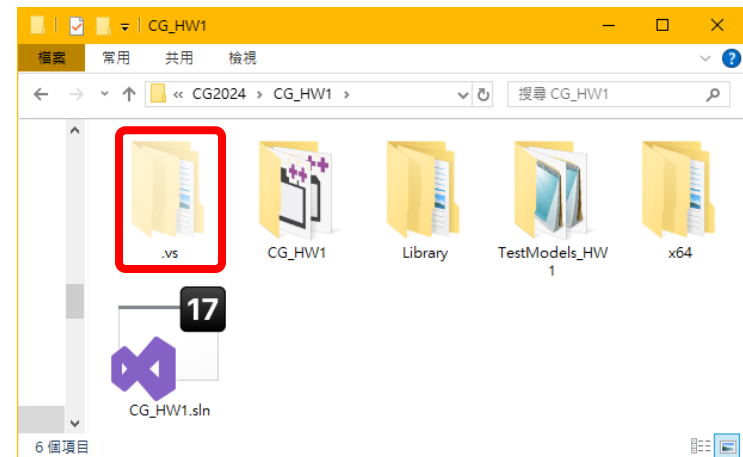 CG_HW1
檔案 常用 共用 檢視
« CG2024 > CG_HW1 > 搜尋 CG_HW1
.vs CG_HW1 Library TestModels_HW x64
1
17
CG_HW1.sln
6 個項目